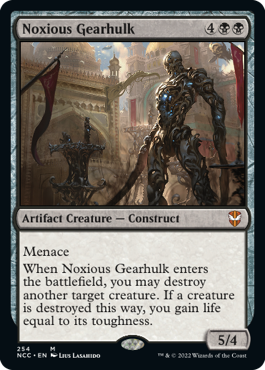 Noxious Gearhulk 4
Artifact Creature — Construct
Menace
When Noxious Gearhulk enters
the battlefield, you may destroy
another target creature. If a creature
is destroyed this way, you gain life
equal to its toughness.
5/4
254 M
NCC • EN Lius Lasahido
™ & © 2022 Wizards of the Coast